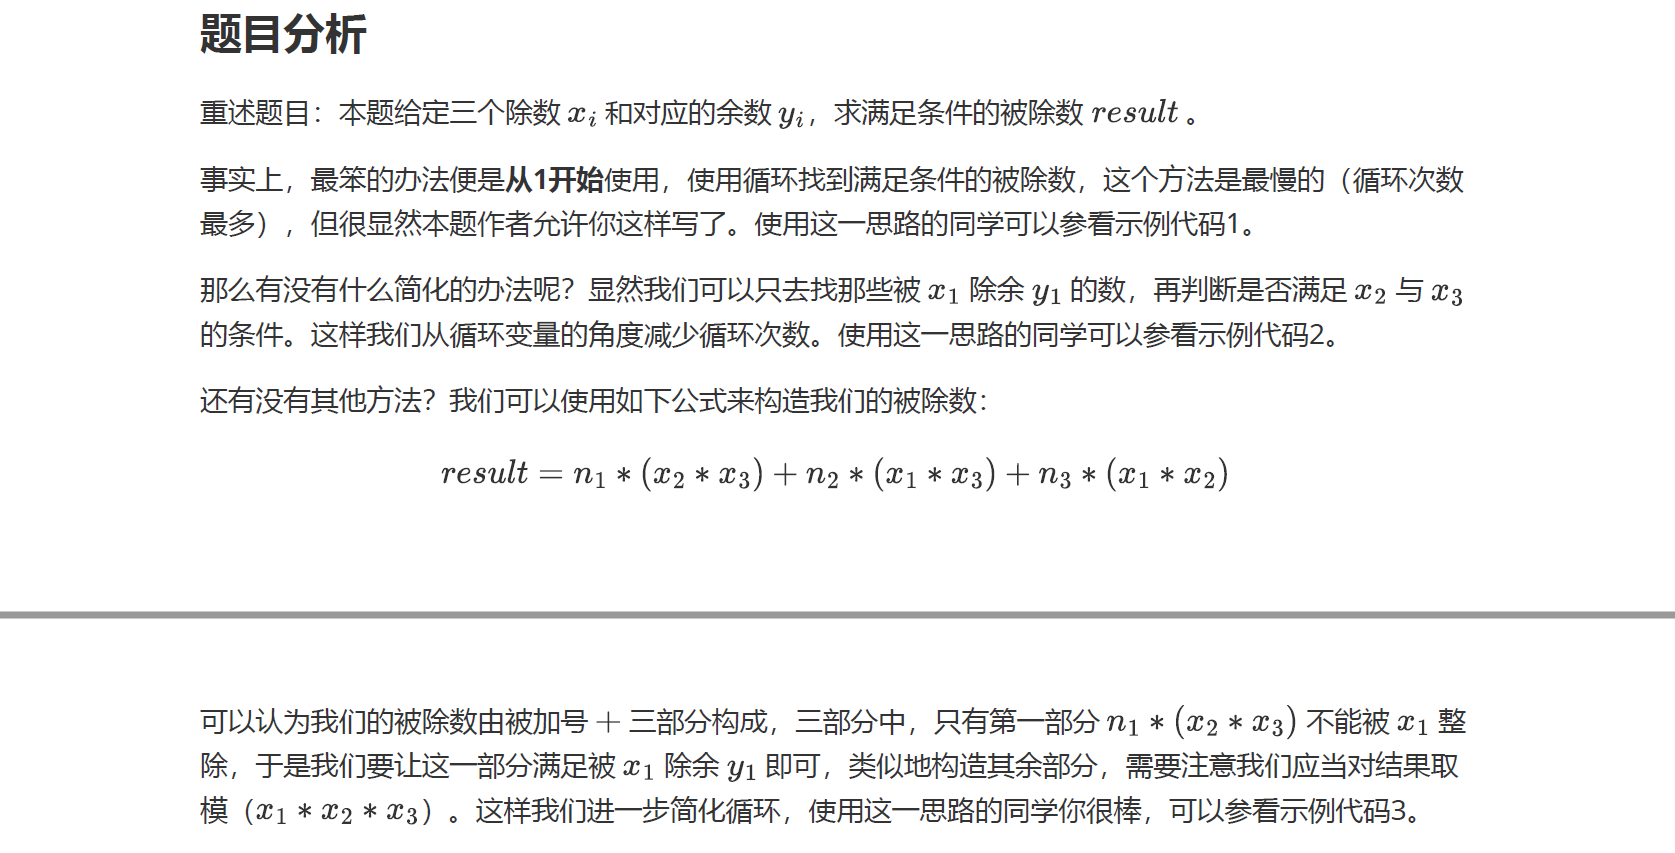 题目分析
重述题目：本题给定三个除数 x_i 和对应的余数 y_i，求满足条件的被除数 result 。
事实上，最笨的办法便是从1开始使用，使用循环找到满足条件的被除数，这个方法是最慢的（循环次数
最多），但很显然本题作者允许你这样写了。使用这一思路的同学可以参看示例代码1。
那么有没有什么简化的办法呢？显然我们可以只去找那些被 x_1 除余 y_1 的数，再判断是否满足 x_2 与 x_3
的条件。这样我们从循环变量的角度减少循环次数。使用这一思路的同学可以参看示例代码2。
还有没有其他方法？我们可以使用如下公式来构造我们的被除数：
result = n_1 * (x_2 * x_3) + n_2 * (x_1 * x_3) + n_3 * (x_1 * x_2)
可以认为我们的被除数由被加号 + 三部分构成，三部分中，只有第一部分 n_1 * (x_2 * x_3) 不能被 x_1 整
除，于是我们要让这一部分满足被 x_1 除余 y_1 即可，类似地构造其余部分，需要注意我们应当对结果取
模（x_1 * x_2 * x_3）。这样我们进一步简化循环，使用这一思路的同学你很棒，可以参看示例代码3。